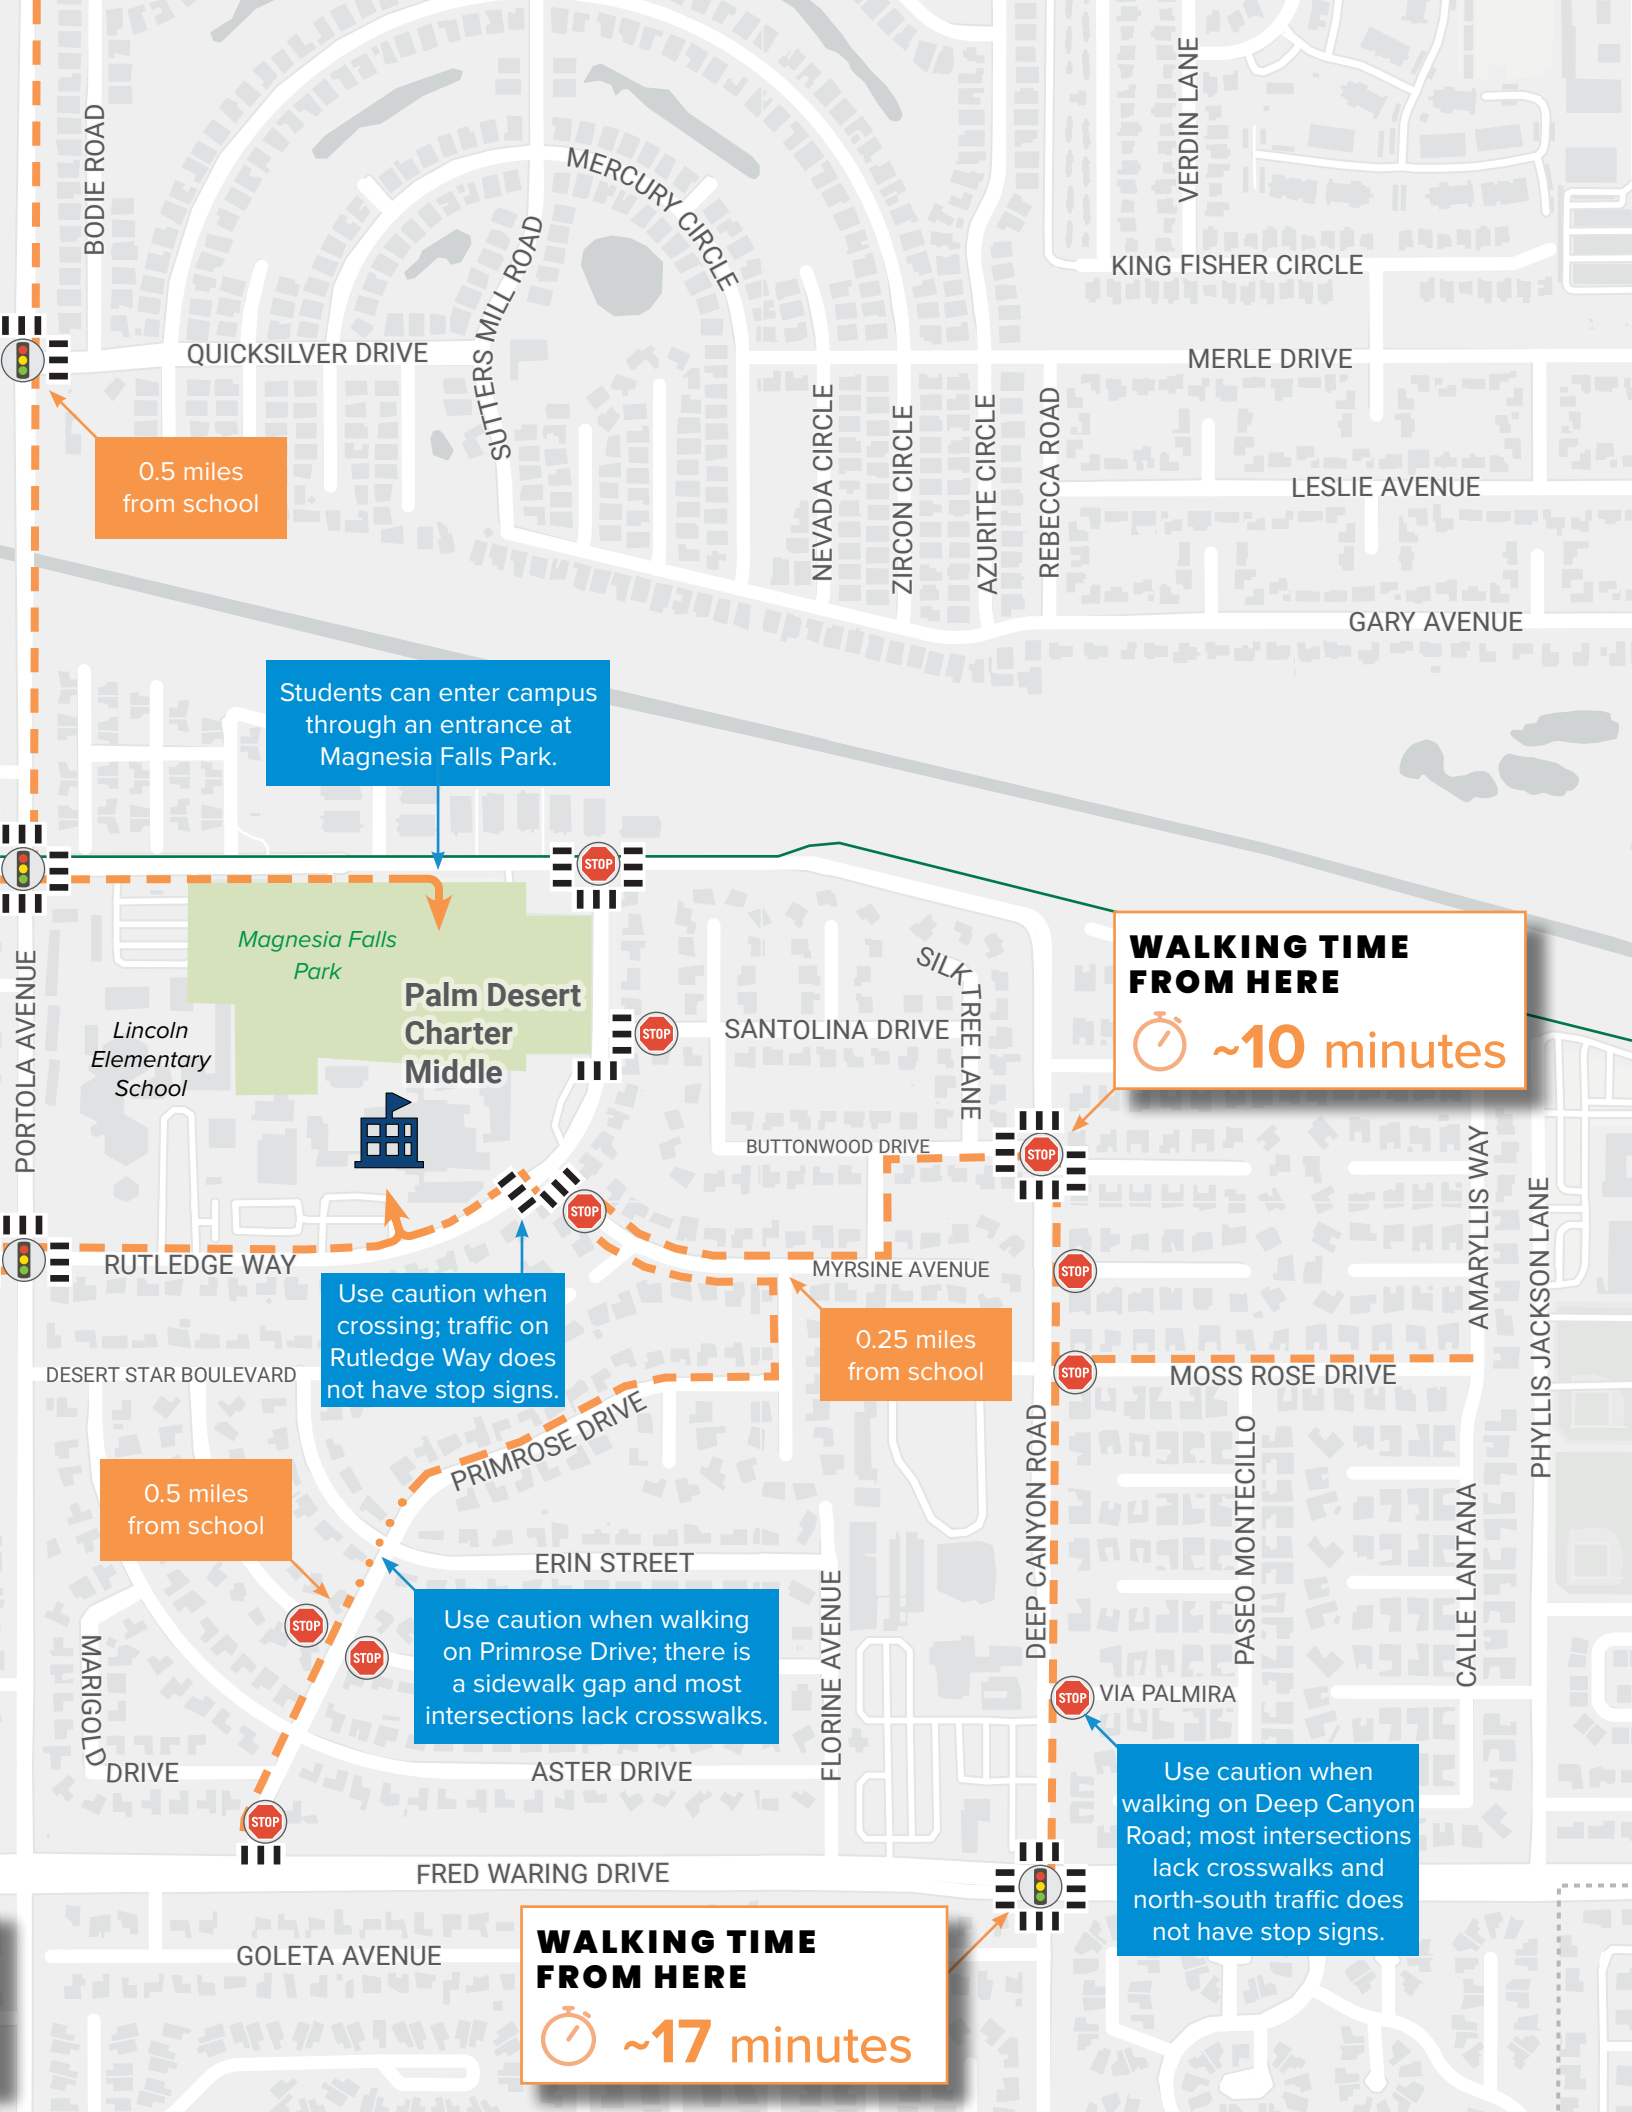 BODIE ROAD
VERDIN LANE
MERCURY CIRCLE
SUTTERS MILL ROAD
KING FISHER CIRCLE
QUICKSILVER DRIVE
MERLE DRIVE
NEVADA CIRCLE
ZIRCON CIRCLE
AZURITE CIRCLE
REBECCA ROAD
0.5 miles
from school
LESLIE AVENUE
GARY AVENUE
Students can enter campus
through an entrance at
Magnesia Falls Park.
STOP
Magnesia Falls
Park
Palm Desert
Charter
Middle
Lincoln
Elementary
School
PORTOLA AVENUE
STOP
SANTOLINA DRIVE
SILK TREE LANE
WALKING TIME
FROM HERE
~10 minutes
BUTTONWOOD DRIVE
STOP
STOP
AMARYLLIS WAY
PHYLLIS JACKSON LANE
RUTLEDGE WAY
MYRSINE AVENUE
STOP
Use caution when
crossing; traffic on
Rutledge Way does
not have stop signs.
0.25 miles
from school
DESERT STAR BOULEVARD
STOP
MOSS ROSE DRIVE
PRIMROSE DRIVE
DEEP CANYON ROAD
PASEO MONTECILLO
CALLE LANTANA
0.5 miles
from school
ERIN STREET
STOP
STOP
Use caution when walking
on Primrose Drive; there is
a sidewalk gap and most
intersections lack crosswalks.
FLORINE AVENUE
MARIGOLD DRIVE
STOP
VIA PALMIRA
ASTER DRIVE
STOP
Use caution when
walking on Deep Canyon
Road; most intersections
lack crosswalks and
north-south traffic does
not have stop signs.
FRED WARING DRIVE
GOLETA AVENUE
WALKING TIME
FROM HERE
~17 minutes